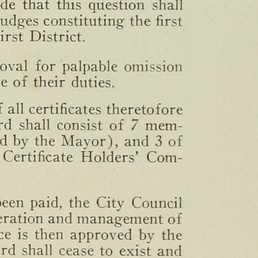 de that this question shall
udges constituting the first
irst District.
oval for palpable omission
e of their duties.
f all certificates theretofore
rd shall consist of 7 mem-
d by the Mayor), and 3 of
Certificate Holders' Com-
been paid, the City Council
eration and management of
ce is then approved by the
rd shall cease to exist and